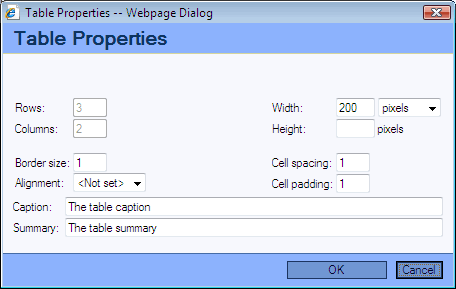 Table Properties -- Webpage Dialog
Table Properties
Rows: 3 Width: 200 pixels
Columns: 2 Height: pixels
Border size: 1 Cell spacing: 1
Alignment: <Not set> Cell padding: 1
Caption: The table caption
Summary: The table summary
OK Cancel